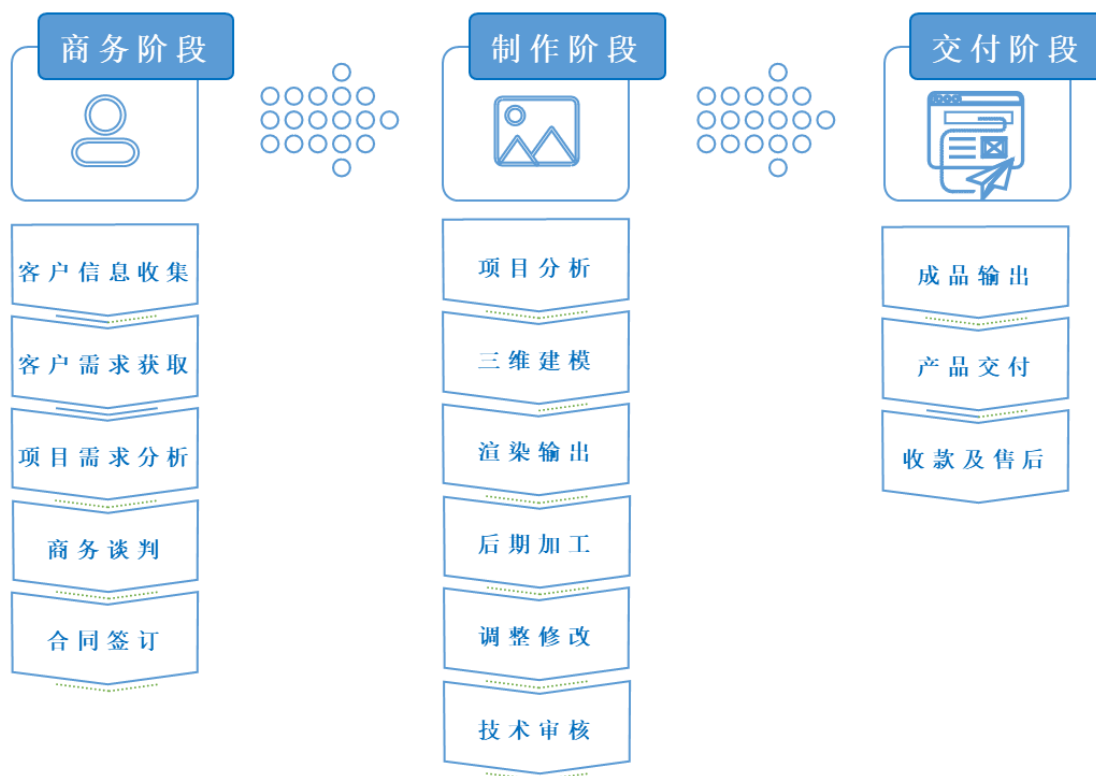 商务阶段
制作阶段
交付阶段
客户信息收集
客户需求获取
项目需求分析
商务谈判
合同签订
项目分析
三维建模
渲染输出
后期加工
调整修改
技术审核
成品输出
产品交付
收款及售后